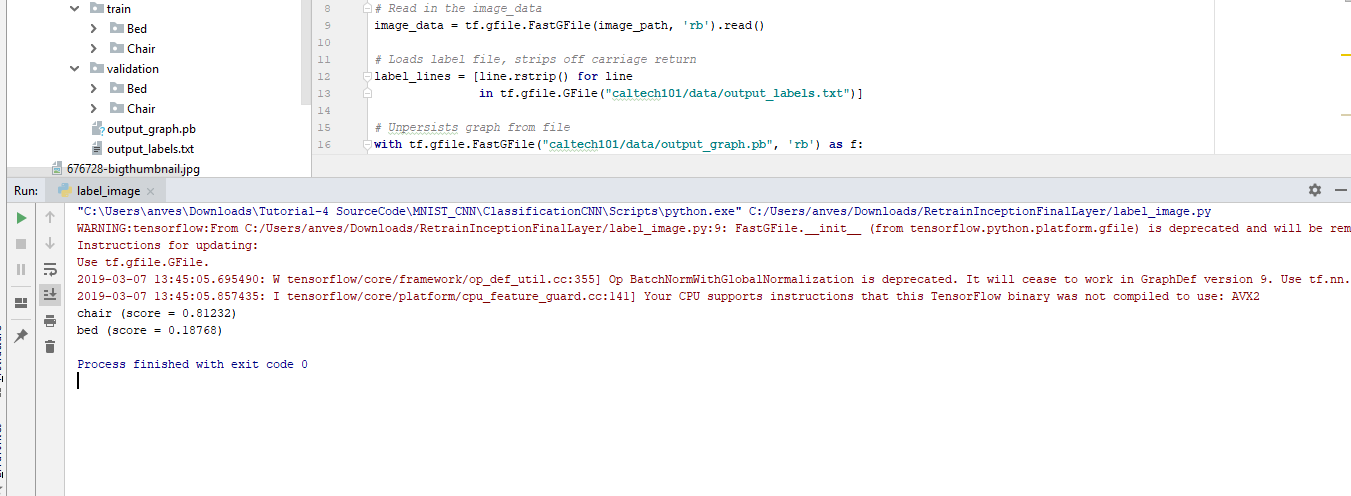 train
Bed
Chair
validation
Bed
Chair
output_graph.pb
output_labels.txt
676728-bigthumbnail.jpg
8 # Read in the image_data
9 image_data = tf.gfile.FastGFile(image_path, 'rb').read()
10
11 # Loads label file, strips off carriage return
12 label_lines = [line.rstrip() for line
13 in tf.gfile.GFile("caltech101/data/output_labels.txt")]
14
15 # Unpersists graph from file
16 with tf.gfile.FastGFile("caltech101/data/output_graph.pb", 'rb') as f:
Run: label_image
"C:\Users\anves\Downloads\Tutorial-4 SourceCode\MNIST_CNN\ClassificationCNN\Scripts\python.exe" C:/Users/anves/Downloads/RetrainInceptionFinalLayer/label_image.py
WARNING:tensorflow:From C:/Users/anves/Downloads/RetrainInceptionFinalLayer/label_image.py:9: FastGFile.__init__ (from tensorflow.python.platform.gfile) is deprecated and will be rem
Instructions for updating:
Use tf.gfile.GFile.
2019-03-07 13:45:05.695490: W tensorflow/core/framework/op_def_util.cc:355] Op BatchNormWithGlobalNormalization is deprecated. It will cease to work in GraphDef version 9. Use tf.nn.
2019-03-07 13:45:05.857435: I tensorflow/core/platform/cpu_feature_guard.cc:141] Your CPU supports instructions that this TensorFlow binary was not compiled to use: AVX2
chair (score = 0.81232)
bed (score = 0.18768)
Process finished with exit code 0